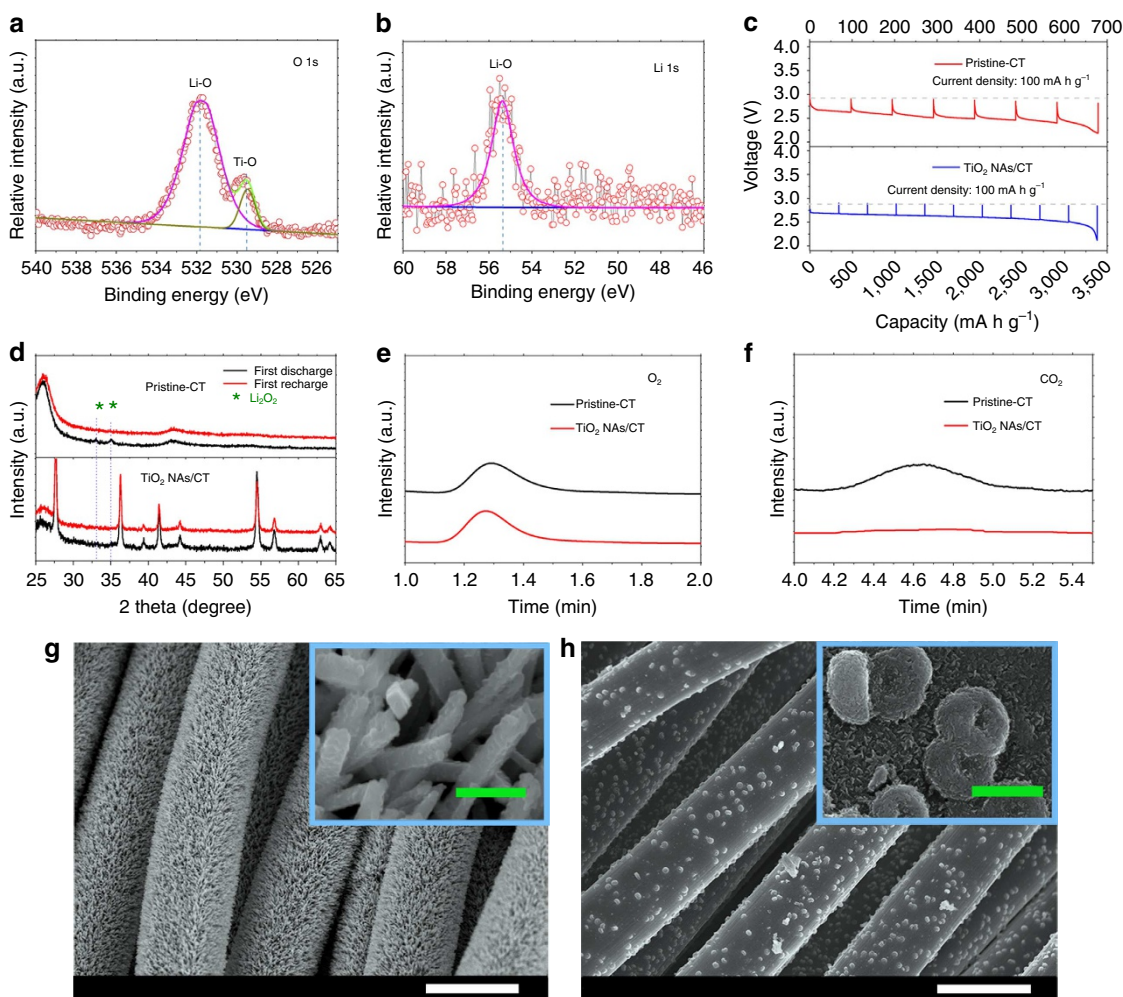 a
O 1s
Li-O
Ti-O
Relative intensity (a.u.)
540 538 536 534 532 530 528 526
Binding energy (eV)
b
Li 1s
Li-O
Relative intensity (a.u.)
60 58 56 54 52 50 48 46
Binding energy (eV)
c
0 100 200 300 400 500 600 700
4.0
3.5
3.0
2.5
2.0
Pristine-CT
Current density: 100 mA h g⁻¹
Voltage (V)
4.0
3.5
3.0
2.5
2.0
TiO₂ NAs/CT
Current density: 100 mA h g⁻¹
0 500 1,000 1,500 2,000 2,500 3,000 3,500
Capacity (mA h g⁻¹)
d
Pristine-CT
First discharge
First recharge
* Li₂O₂
* *
TiO₂ NAs/CT
Intensity (a.u.)
25 30 35 40 45 50 55 60 65
2 theta (degree)
e
O₂
Pristine-CT
TiO₂ NAs/CT
Intensity (a.u.)
1.0 1.2 1.4 1.6 1.8 2.0
Time (min)
f
CO₂
Pristine-CT
TiO₂ NAs/CT
Intensity (a.u.)
4.0 4.2 4.6 5.0 5.4
Time (min)
g
h